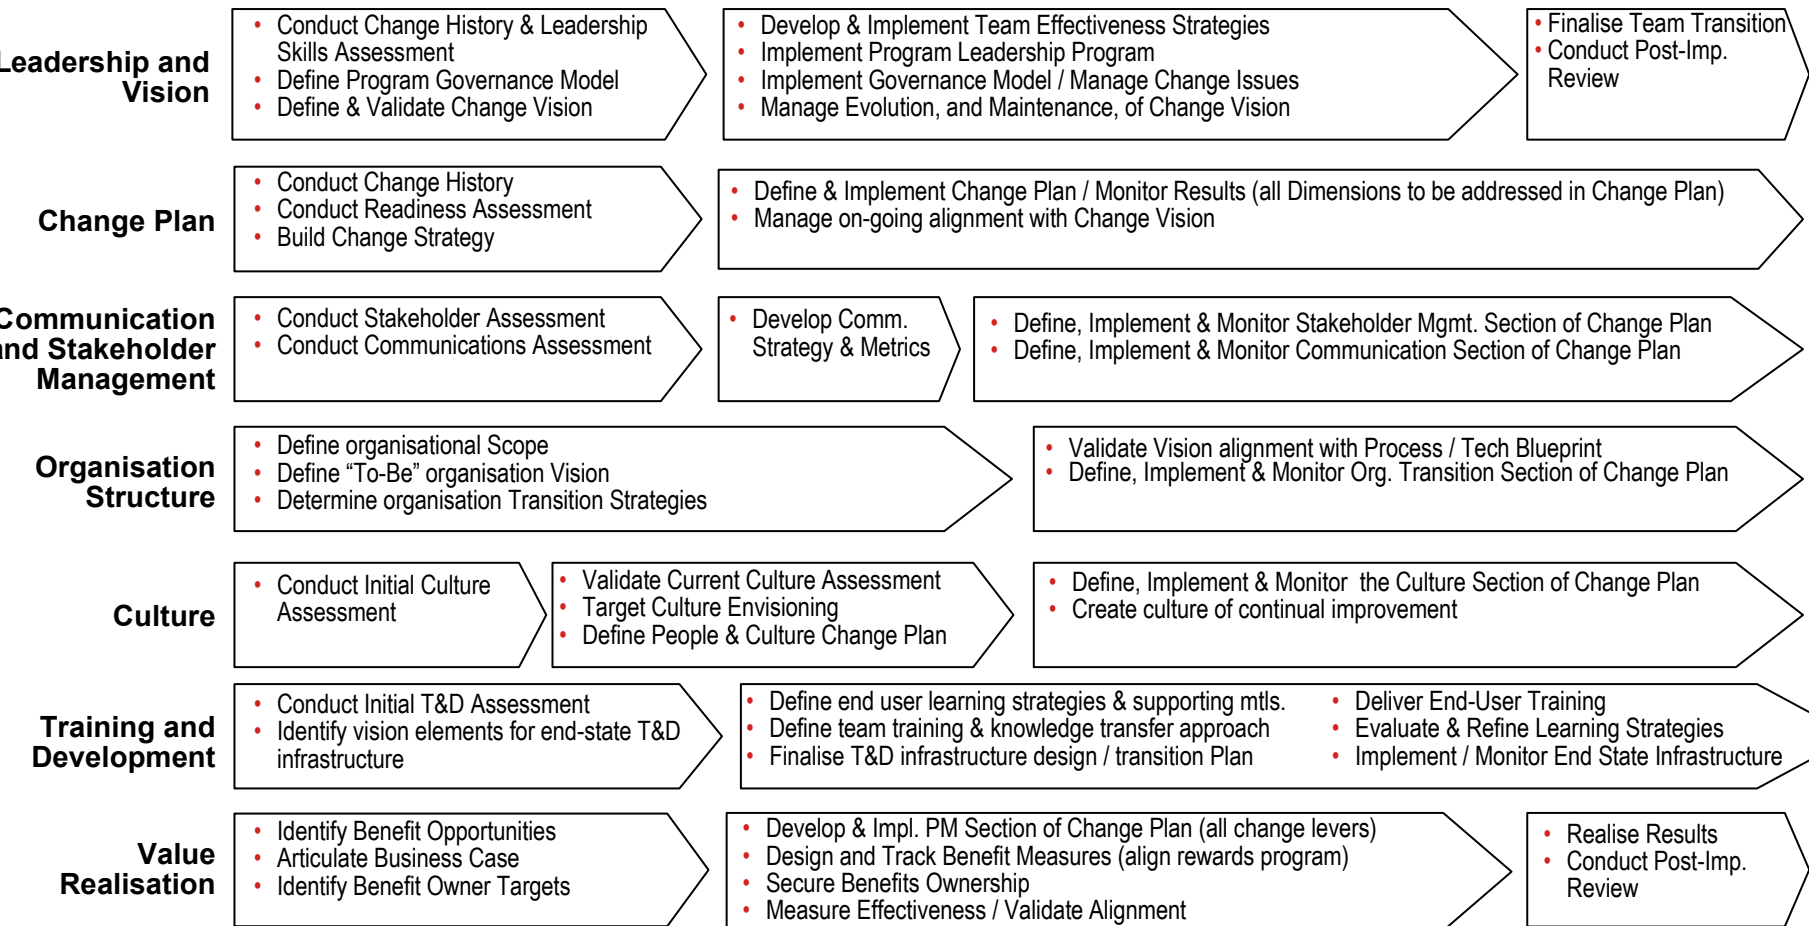 Leadership and
Vision
• Conduct Change History & Leadership
Skills Assessment
• Define Program Governance Model
• Define & Validate Change Vision
• Develop & Implement Team Effectiveness Strategies
• Implement Program Leadership Program
• Implement Governance Model / Manage Change Issues
• Manage Evolution, and Maintenance, of Change Vision
• Finalise Team Transition
• Conduct Post-Imp.
Review
Change Plan
• Conduct Change History
• Conduct Readiness Assessment
• Build Change Strategy
• Define & Implement Change Plan / Monitor Results (all Dimensions to be addressed in Change Plan)
• Manage on-going alignment with Change Vision
Communication
and Stakeholder
Management
• Conduct Stakeholder Assessment
• Conduct Communications Assessment
• Develop Comm.
Strategy & Metrics
• Define, Implement & Monitor Stakeholder Mgmt. Section of Change Plan
• Define, Implement & Monitor Communication Section of Change Plan
Organisation
Structure
• Define organisational Scope
• Define “To-Be” organisation Vision
• Determine organisation Transition Strategies
• Validate Vision alignment with Process / Tech Blueprint
• Define, Implement & Monitor Org. Transition Section of Change Plan
Culture
• Conduct Initial Culture
Assessment
• Validate Current Culture Assessment
• Target Culture Envisioning
• Define People & Culture Change Plan
• Define, Implement & Monitor the Culture Section of Change Plan
• Create culture of continual improvement
Training and
Development
• Conduct Initial T&D Assessment
• Identify vision elements for end-state T&D
infrastructure
• Define end user learning strategies & supporting mtls.
• Define team training & knowledge transfer approach
• Finalise T&D infrastructure design / transition Plan
• Deliver End-User Training
• Evaluate & Refine Learning Strategies
• Implement / Monitor End State Infrastructure
Value
Realisation
• Identify Benefit Opportunities
• Articulate Business Case
• Identify Benefit Owner Targets
• Develop & Impl. PM Section of Change Plan (all change levers)
• Design and Track Benefit Measures (align rewards program)
• Secure Benefits Ownership
• Measure Effectiveness / Validate Alignment
• Realise Results
• Conduct Post-Imp.
Review